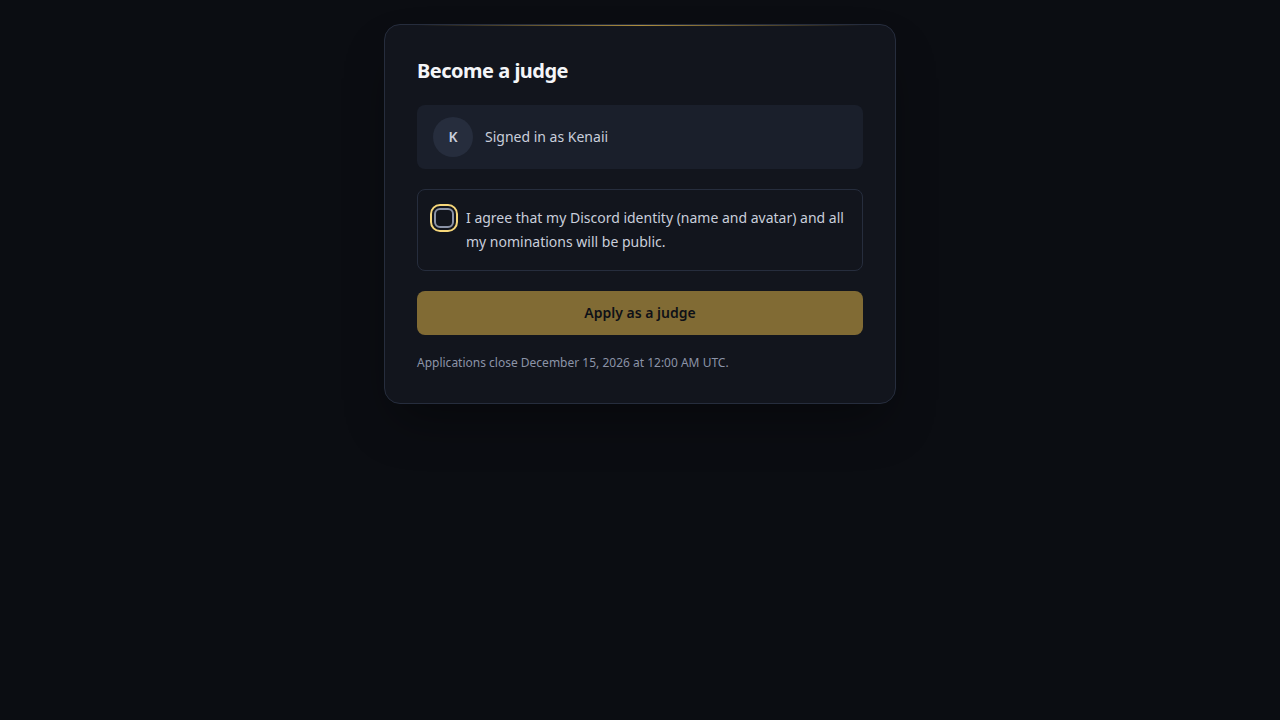 Become a judge
K
Signed in as Kenaii
I agree that my Discord identity (name and avatar) and all
my nominations will be public.
Apply as a judge
Applications close December 15, 2026 at 12:00 AM UTC.